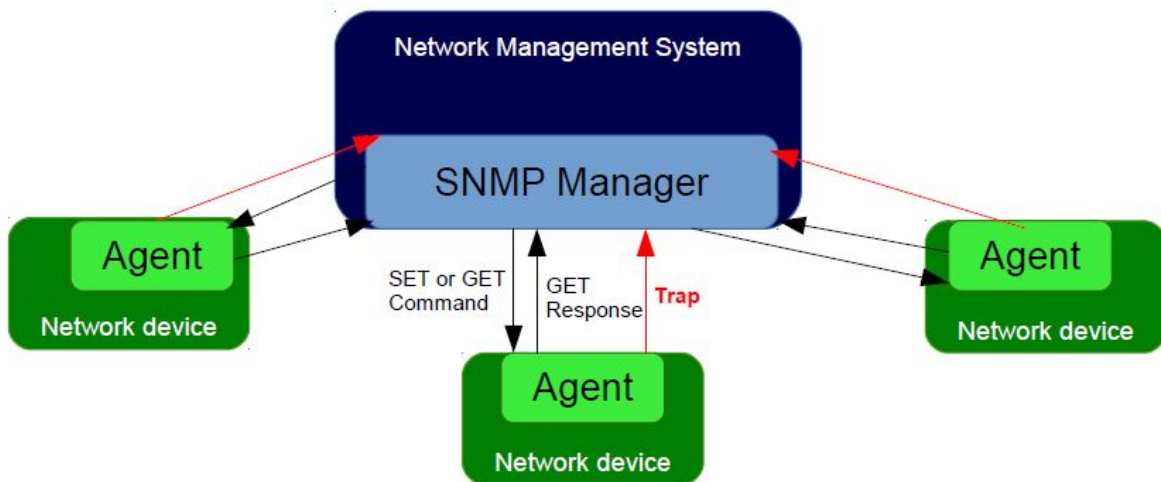 Network Management System
SNMP Manager
Agent
Network device
SET or GET
Command
GET
Response
Trap
Agent
Network device
Agent
Network device